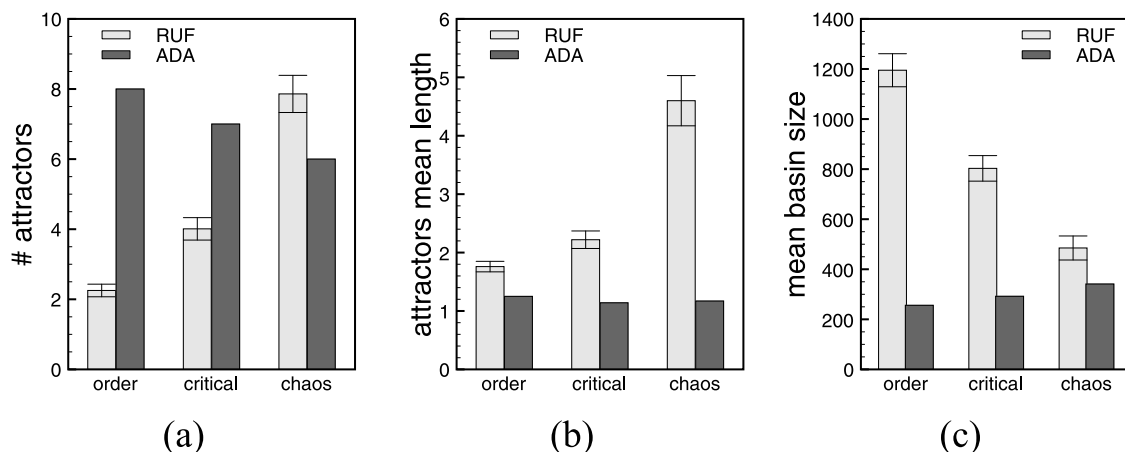 10
8
6
4
2
0
# attractors
RUF
ADA
order critical chaos
(a)
6
5
4
3
2
1
0
attractors mean length
RUF
ADA
order critical chaos
(b)
1400
1200
1000
800
600
400
200
0
mean basin size
RUF
ADA
order critical chaos
(c)